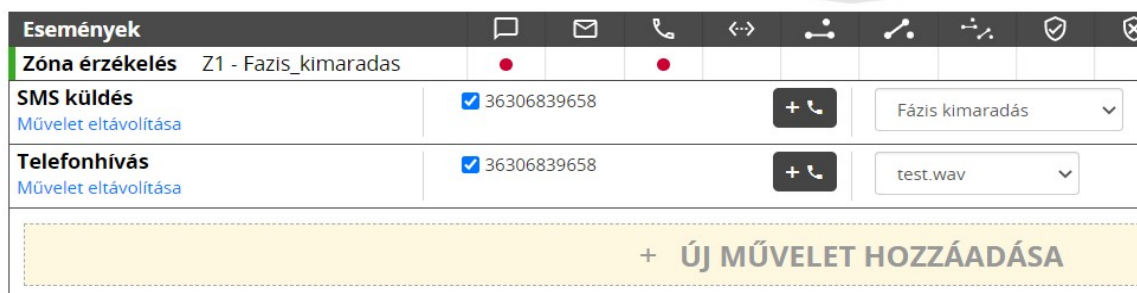 Események
Zóna érzékelés Z1 - Fazis_kimaradas
SMS küldés
Művelet eltávolítása
36306839658
+
Fázis kimaradás
Telefonhívás
Művelet eltávolítása
36306839658
+
test.wav
+ ÚJ MŰVELET HOZZÁADÁSA